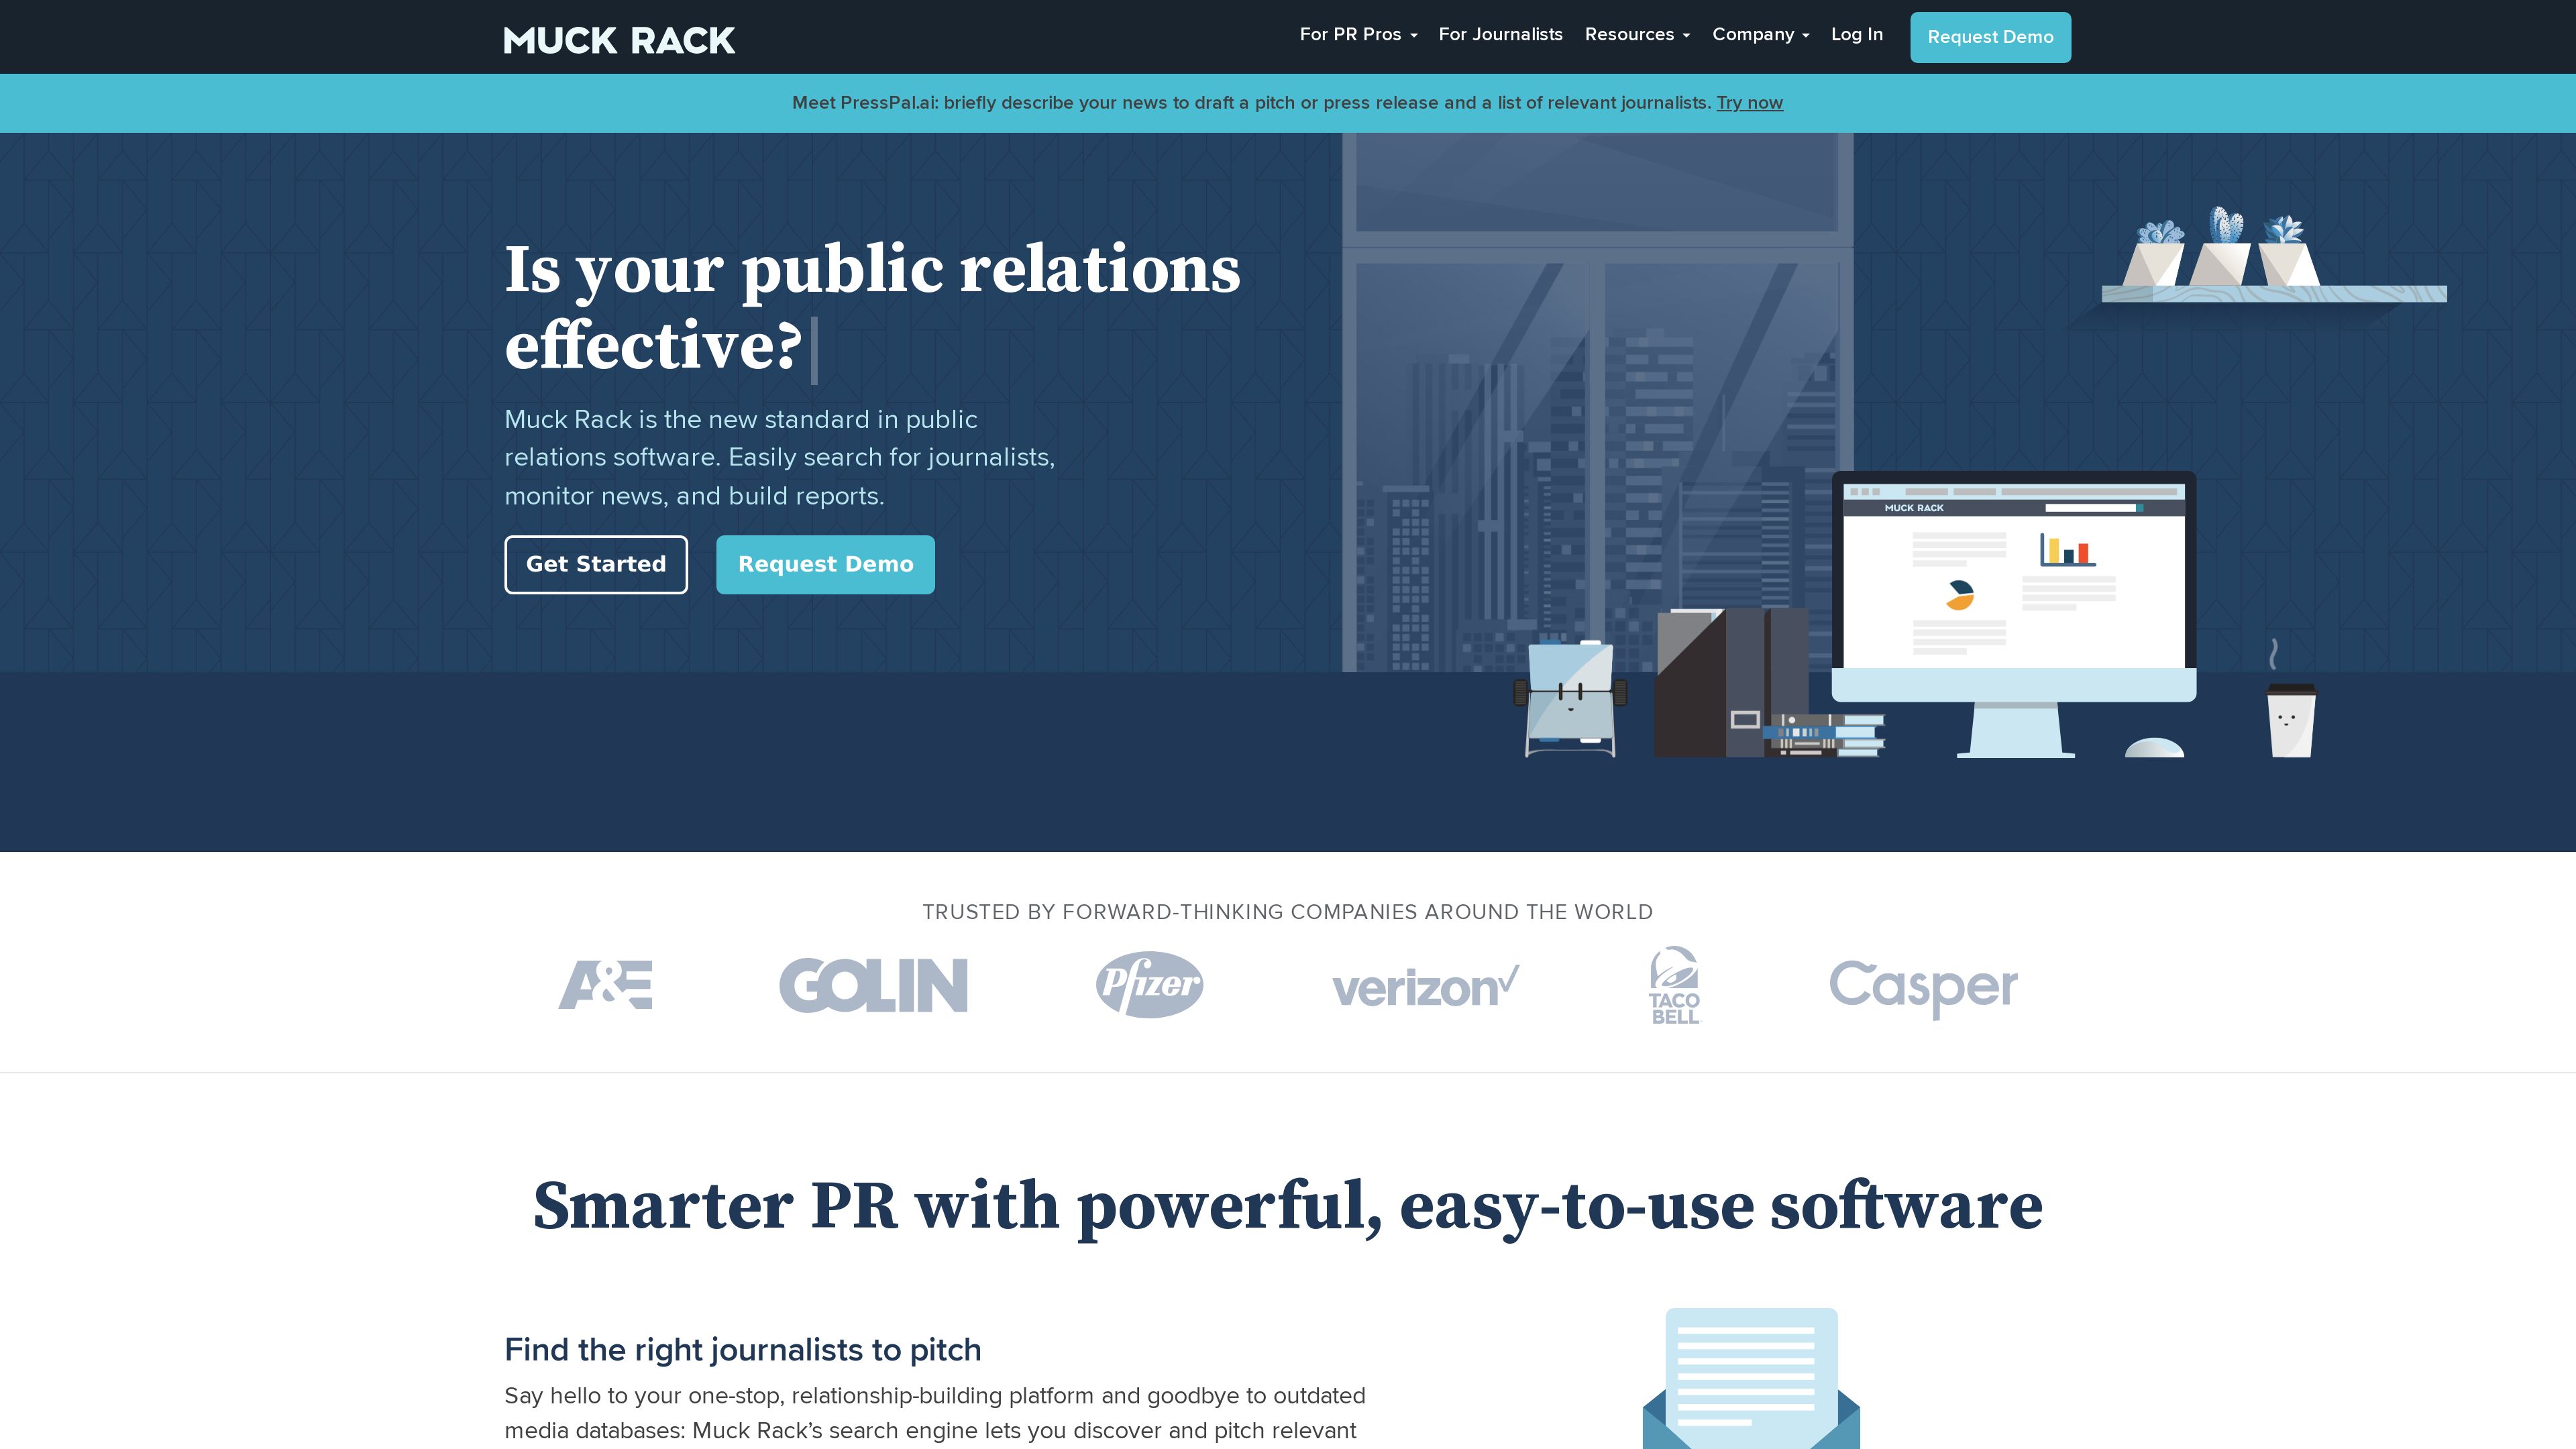 MUCK RACK
For PR Pros
For Journalists
Resources
Company
Log In
Request Demo
Meet PressPal.ai: briefly describe your news to draft a pitch or press release and a list of relevant journalists. Try now
Is your public relations
effective?
Muck Rack is the new standard in public
relations software. Easily search for journalists,
monitor news, and build reports.
Get Started
Request Demo
MUCK RACK
TRUSTED BY FORWARD-THINKING COMPANIES AROUND THE WORLD
A&E
GOLIN
Pfizer
verizon
TACO
BELL
Casper
Smarter PR with powerful, easy-to-use software
Find the right journalists to pitch
Say hello to your one-stop, relationship-building platform and goodbye to outdated
media databases: Muck Rack’s search engine lets you discover and pitch relevant